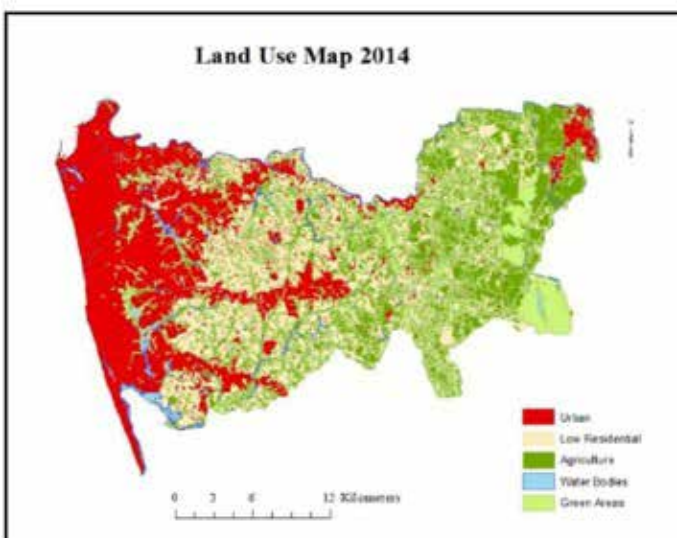 Land Use Map 2014
Urban
Low Residential
Agriculture
Water Bodies
Green Areas
0 3 6 12 Kilometers